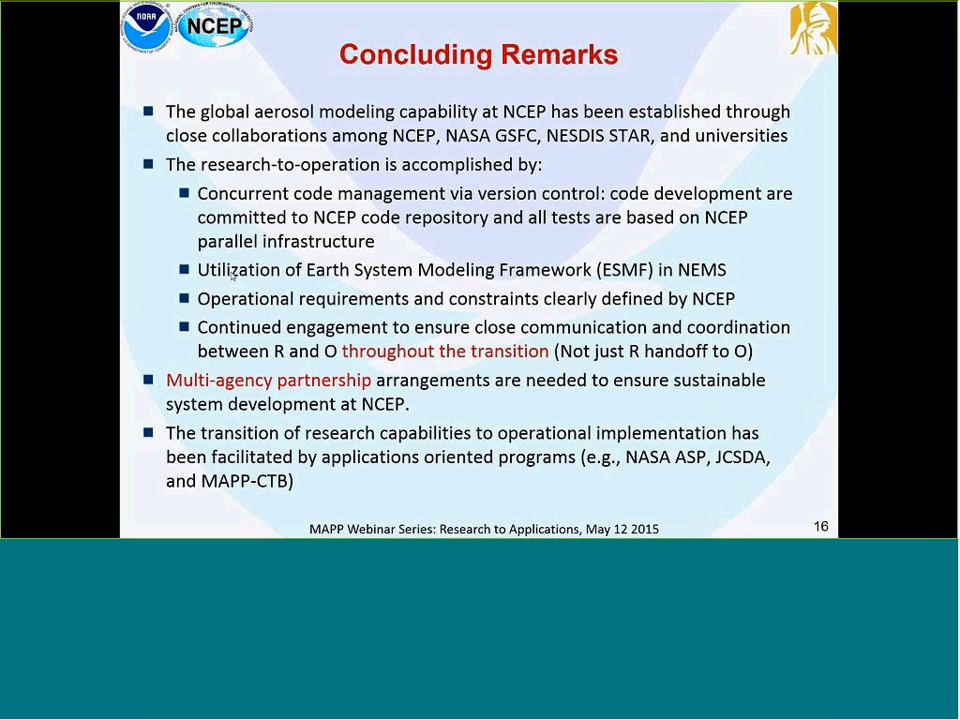 NOAA
NCEP
Concluding Remarks
■ The global aerosol modeling capability at NCEP has been established through
close collaborations among NCEP, NASA GSFC, NESDIS STAR, and universities
■ The research-to-operation is accomplished by:
■ Concurrent code management via version control: code development are
committed to NCEP code repository and all tests are based on NCEP
parallel infrastructure
■ Utilization of Earth System Modeling Framework (ESMF) in NEMS
■ Operational requirements and constraints clearly defined by NCEP
■ Continued engagement to ensure close communication and coordination
between R and O throughout the transition (Not just R handoff to O)
■ Multi-agency partnership arrangements are needed to ensure sustainable
system development at NCEP.
■ The transition of research capabilities to operational implementation has
been facilitated by applications oriented programs (e.g., NASA ASP, JCSDA,
and MAPP-CTB)
MAPP Webinar Series: Research to Applications, May 12 2015
16